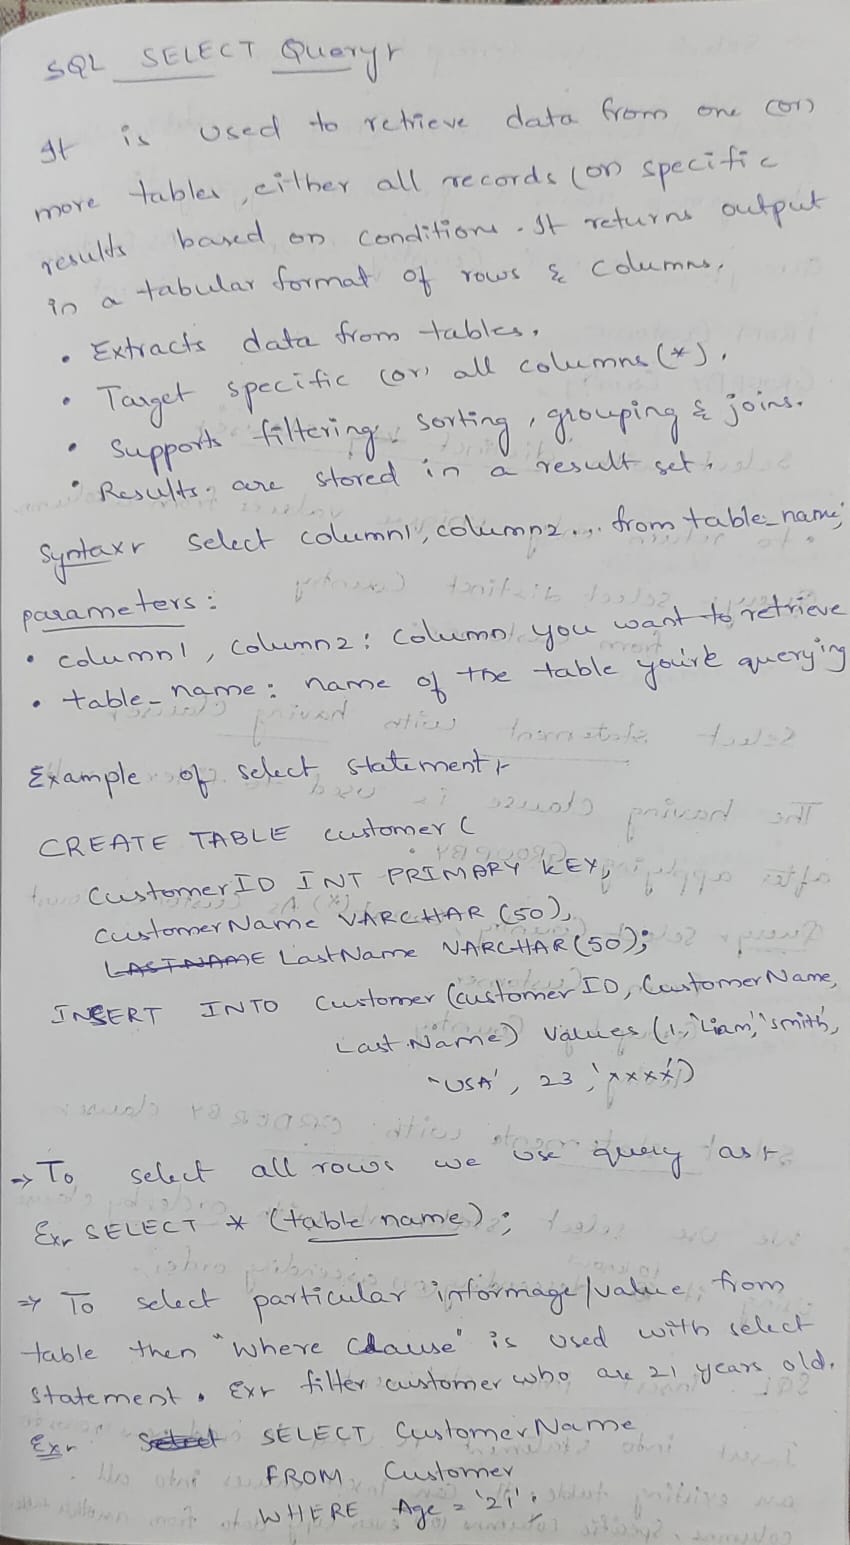 SQL SELECT Query:-
It is used to retrieve data from one (or)
more tables, either all records (or) specific
results based on conditions. It returns output
in a tabular format of rows & columns.
• Extracts data from tables.
• Target specific (or) all columns (*).
• Supports filtering, sorting, grouping & joins.
• Results are stored in a result set.
Syntax:- Select column1, column2... from table_name;
parameters:
• column1, column2: column you want to retrieve
• table-name: name of the table you're querying
Example of select statement:-
CREATE TABLE customer (
CustomerID INT PRIMARY KEY,
CustomerName VARCHAR (50),
LASTNAME LastName VARCHAR (50);
INSERT INTO Customer (customer ID, CustomerName,
Last Name) Values (1, 'Liam', 'smith',
'USA', 23, 'xxxx')
→ To select all rows we use query as:-
Ex:- SELECT * (table name);
⇒ To select particular informage/value, from
table then "where Clause" is used with select
statement. Ex:- filter customer who are 21 years old.
Ex:- Select SELECT CustomerName
FROM Customer
WHERE Age = '21';